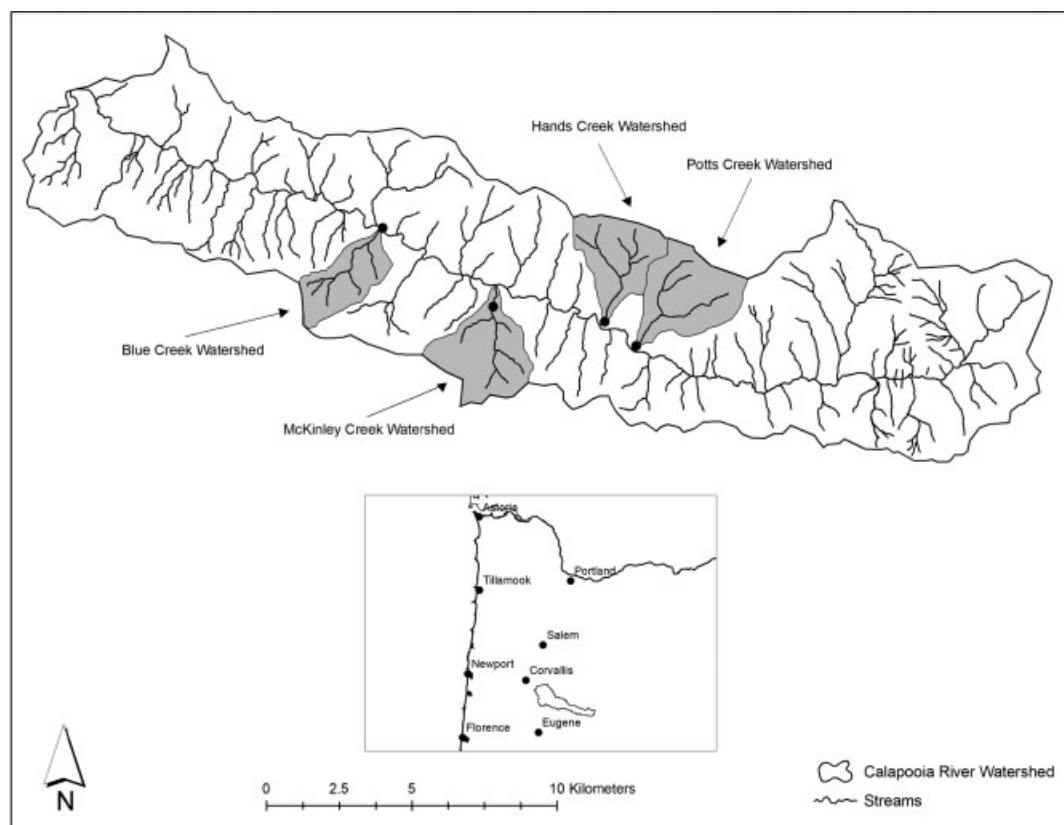 Hands Creek Watershed
Potts Creek Watershed
Blue Creek Watershed
McKinley Creek Watershed
Astoria
Portland
Tillamook
Salem
Newport
Corvallis
Florence
Eugene
N
0 2.5 5 10 Kilometers
Calapooia River Watershed
Streams